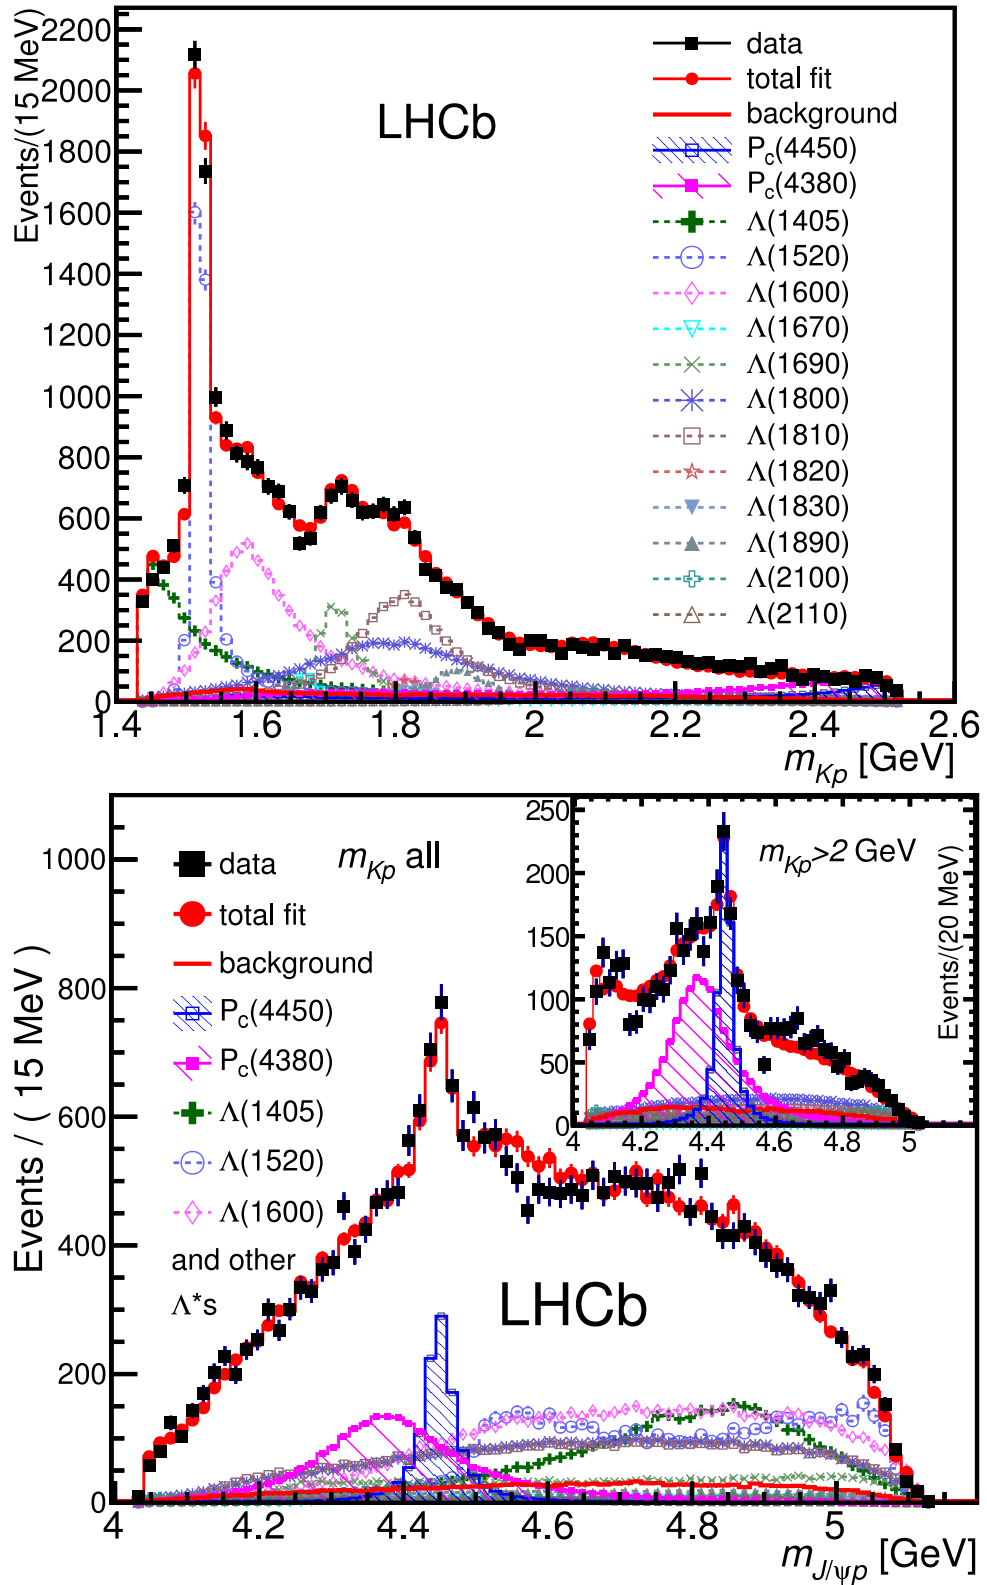 Events/(15 MeV)
2200
2000
1800
1600
1400
1200
1000
800
600
400
200
0
LHCb
data
total fit
background
Pc(4450)
Pc(4380)
Λ(1405)
Λ(1520)
Λ(1600)
Λ(1670)
Λ(1690)
Λ(1800)
Λ(1810)
Λ(1820)
Λ(1830)
Λ(1890)
Λ(2100)
Λ(2110)
1.4 1.6 1.8 2 2.2 2.4 2.6
mKp [GeV]
Events / ( 15 MeV )
1000
800
600
400
200
0
mKp all
data
total fit
background
Pc(4450)
Pc(4380)
Λ(1405)
Λ(1520)
Λ(1600)
and other
Λ*s
250
200
150
100
50
0
mKp>2 GeV
Events/(20 MeV)
4 4.2 4.4 4.6 4.8 5
LHCb
4 4.2 4.4 4.6 4.8 5
mJ/ψp [GeV]